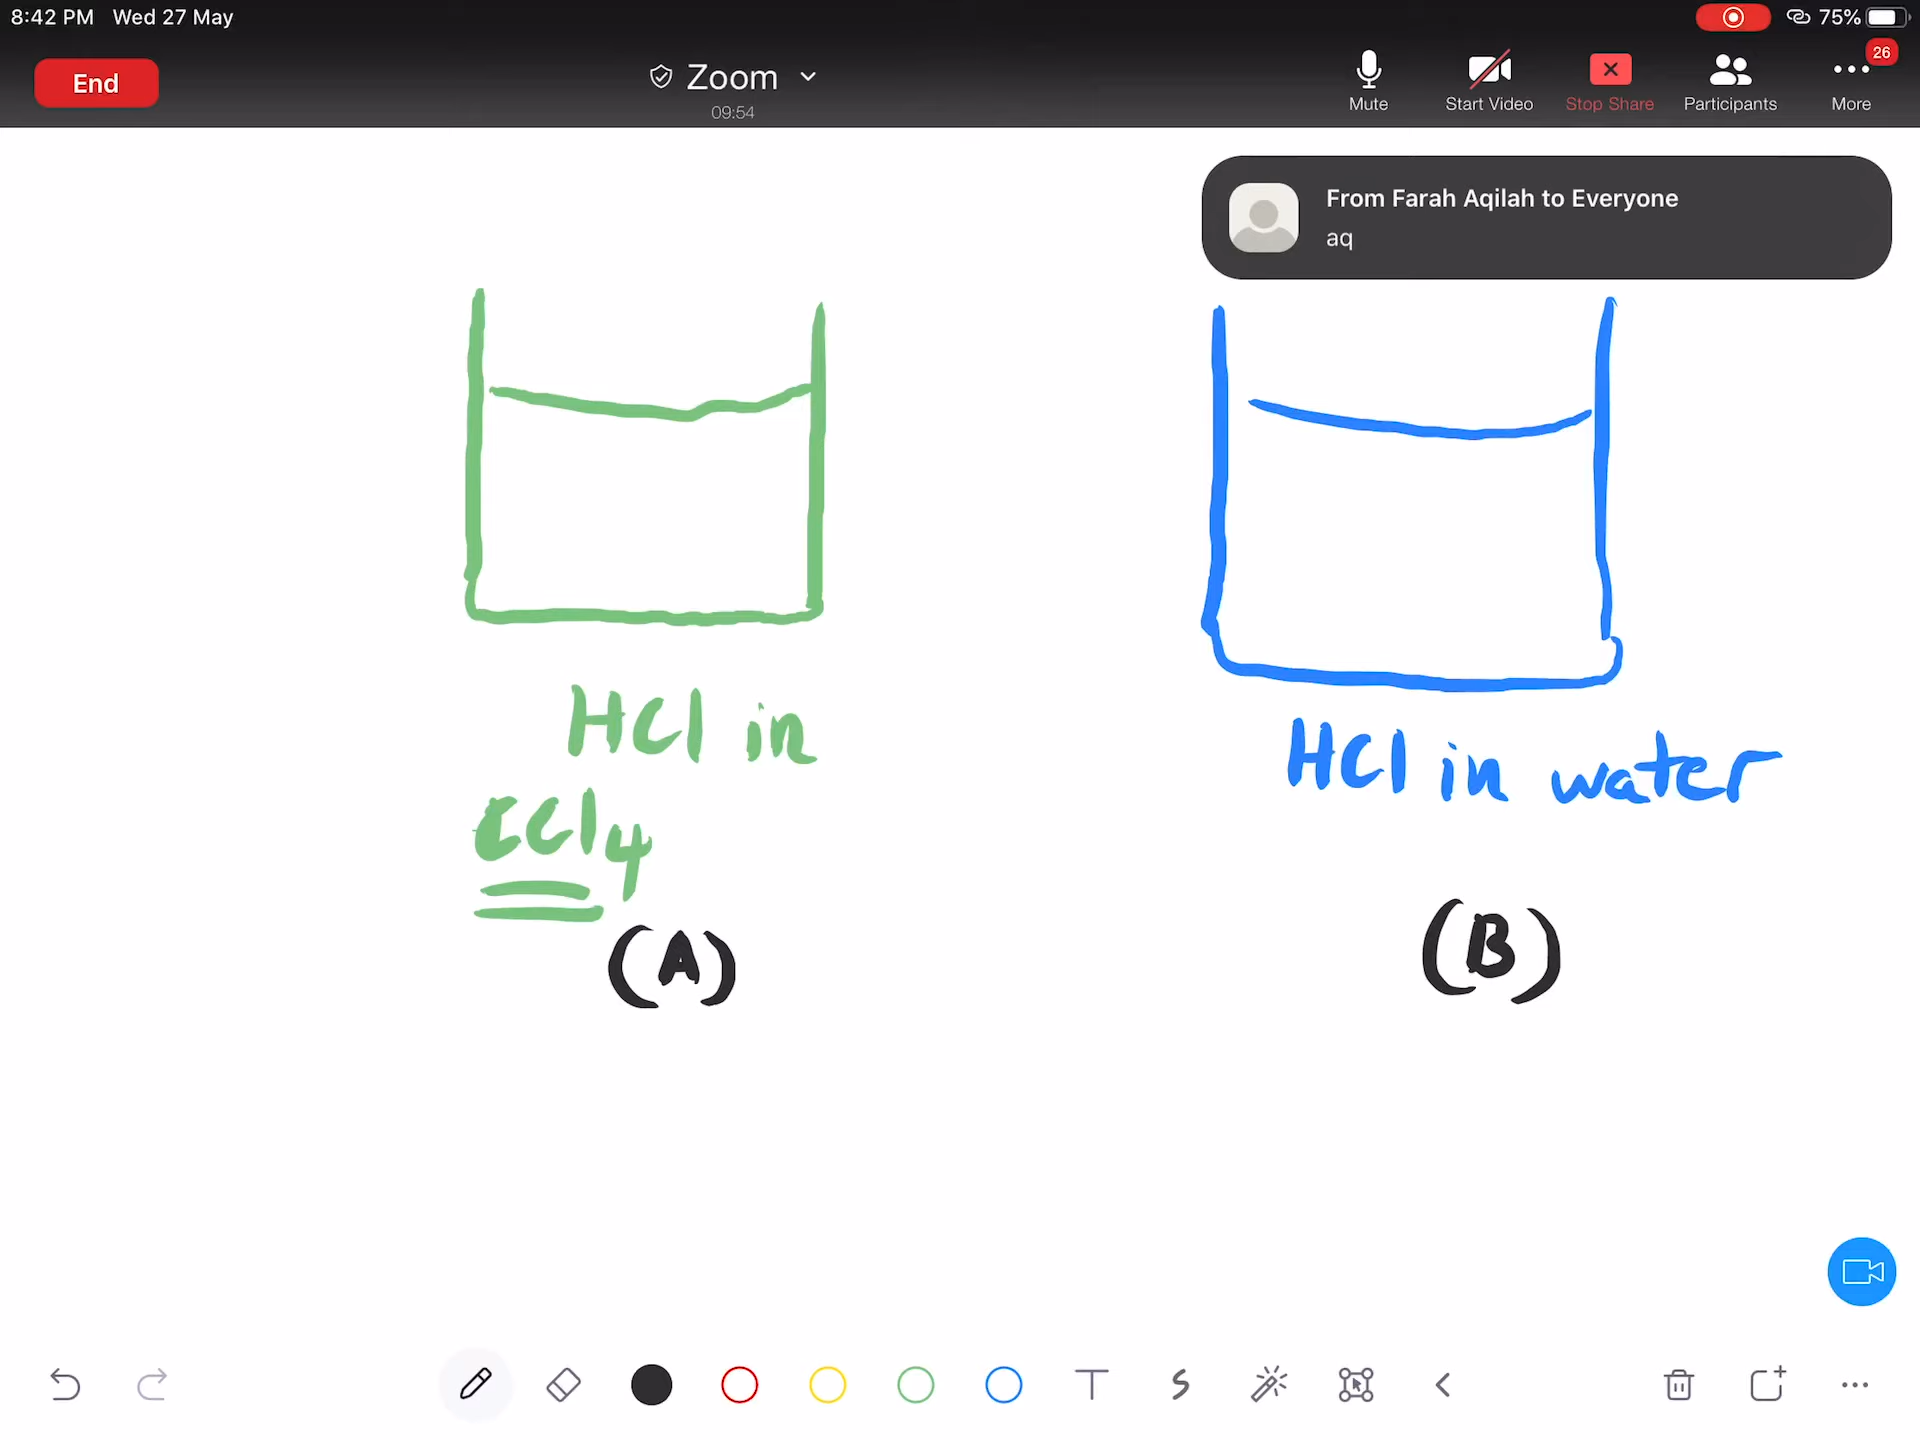 8:42 PM Wed 27 May
75%
End
Zoom
09:54
Mute
Start Video
Stop Share
Participants
26
More
From Farah Aqilah to Everyone
aq
HCl in
CCl4
(A)
HCl in water
(B)
T